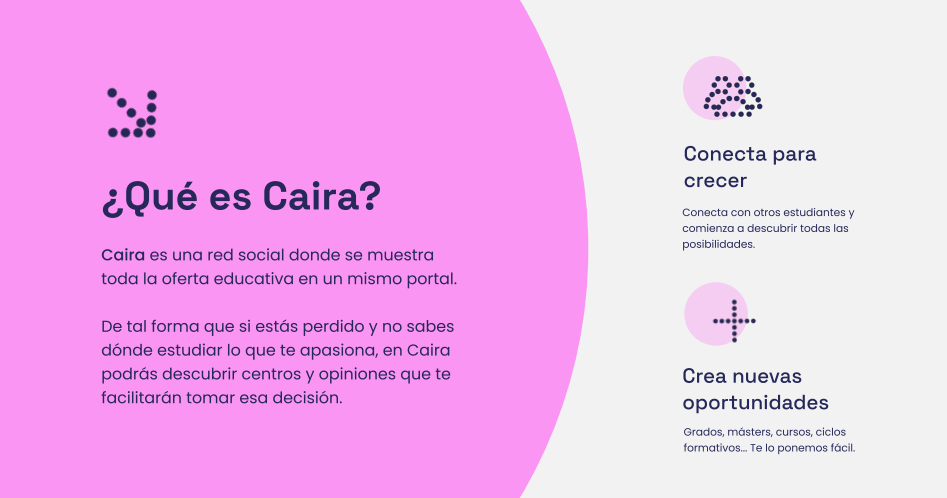 ¿Qué es Caira?
Caira es una red social donde se muestra
toda la oferta educativa en un mismo portal.
De tal forma que si estás perdido y no sabes
dónde estudiar lo que te apasiona, en Caira
podrás descubrir centros y opiniones que te
facilitarán tomar esa decisión.
Conecta para
crecer
Conecta con otros estudiantes y
comienza a descubrir todas las
posibilidades.
Crea nuevas
oportunidades
Grados, másters, cursos, ciclos
formativos... Te lo ponemos fácil.